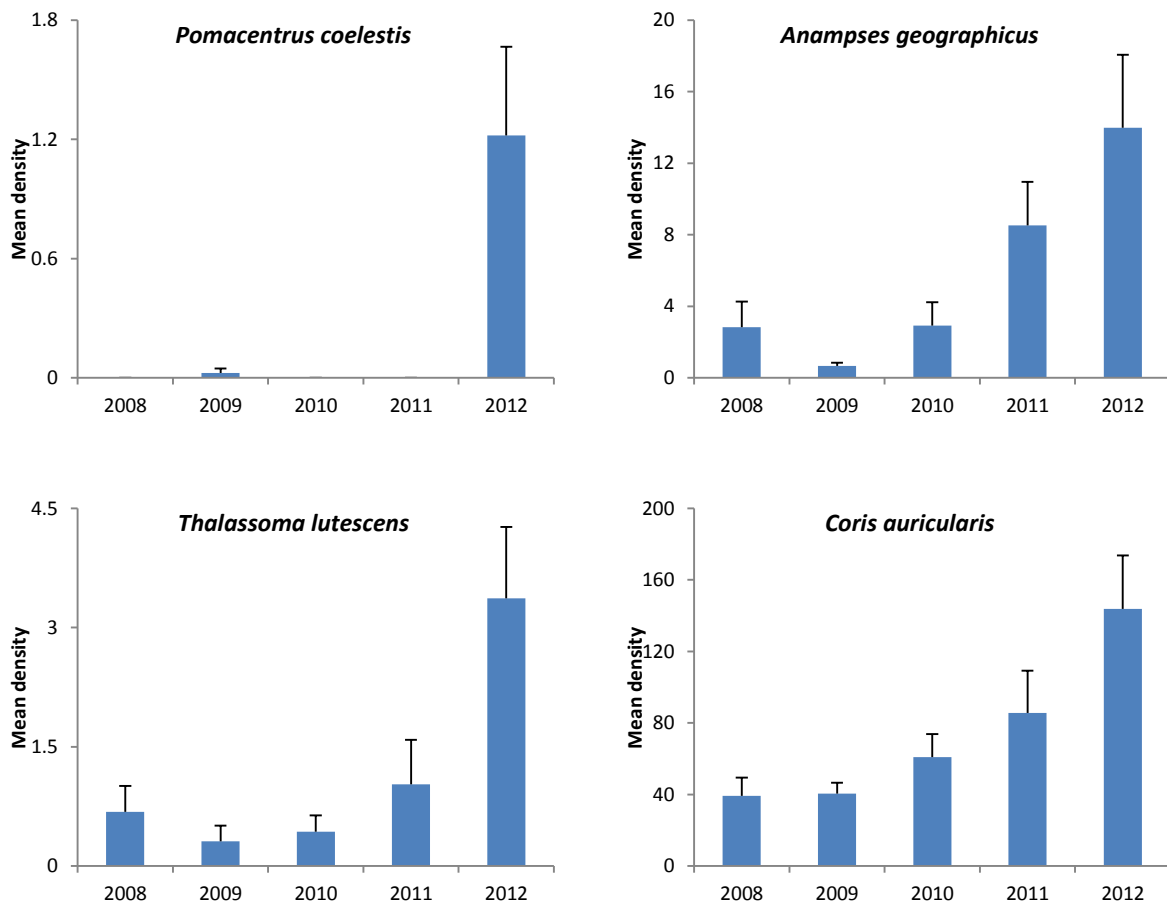 Pomacentrus coelestis
Mean density
1.8
1.2
0.6
0
2008 2009 2010 2011 2012
Anampses geographicus
Mean density
20
16
12
8
4
0
2008 2009 2010 2011 2012
Thalassoma lutescens
Mean density
4.5
3
1.5
0
2008 2009 2010 2011 2012
Coris auricularis
Mean density
200
160
120
80
40
0
2008 2009 2010 2011 2012